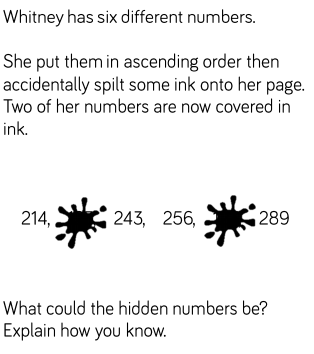 Whitney has six different numbers.
She put them in ascending order then
accidentally spilt some ink onto her page.
Two of her numbers are now covered in
ink.
214, 243, 256, 289
What could the hidden numbers be?
Explain how you know.